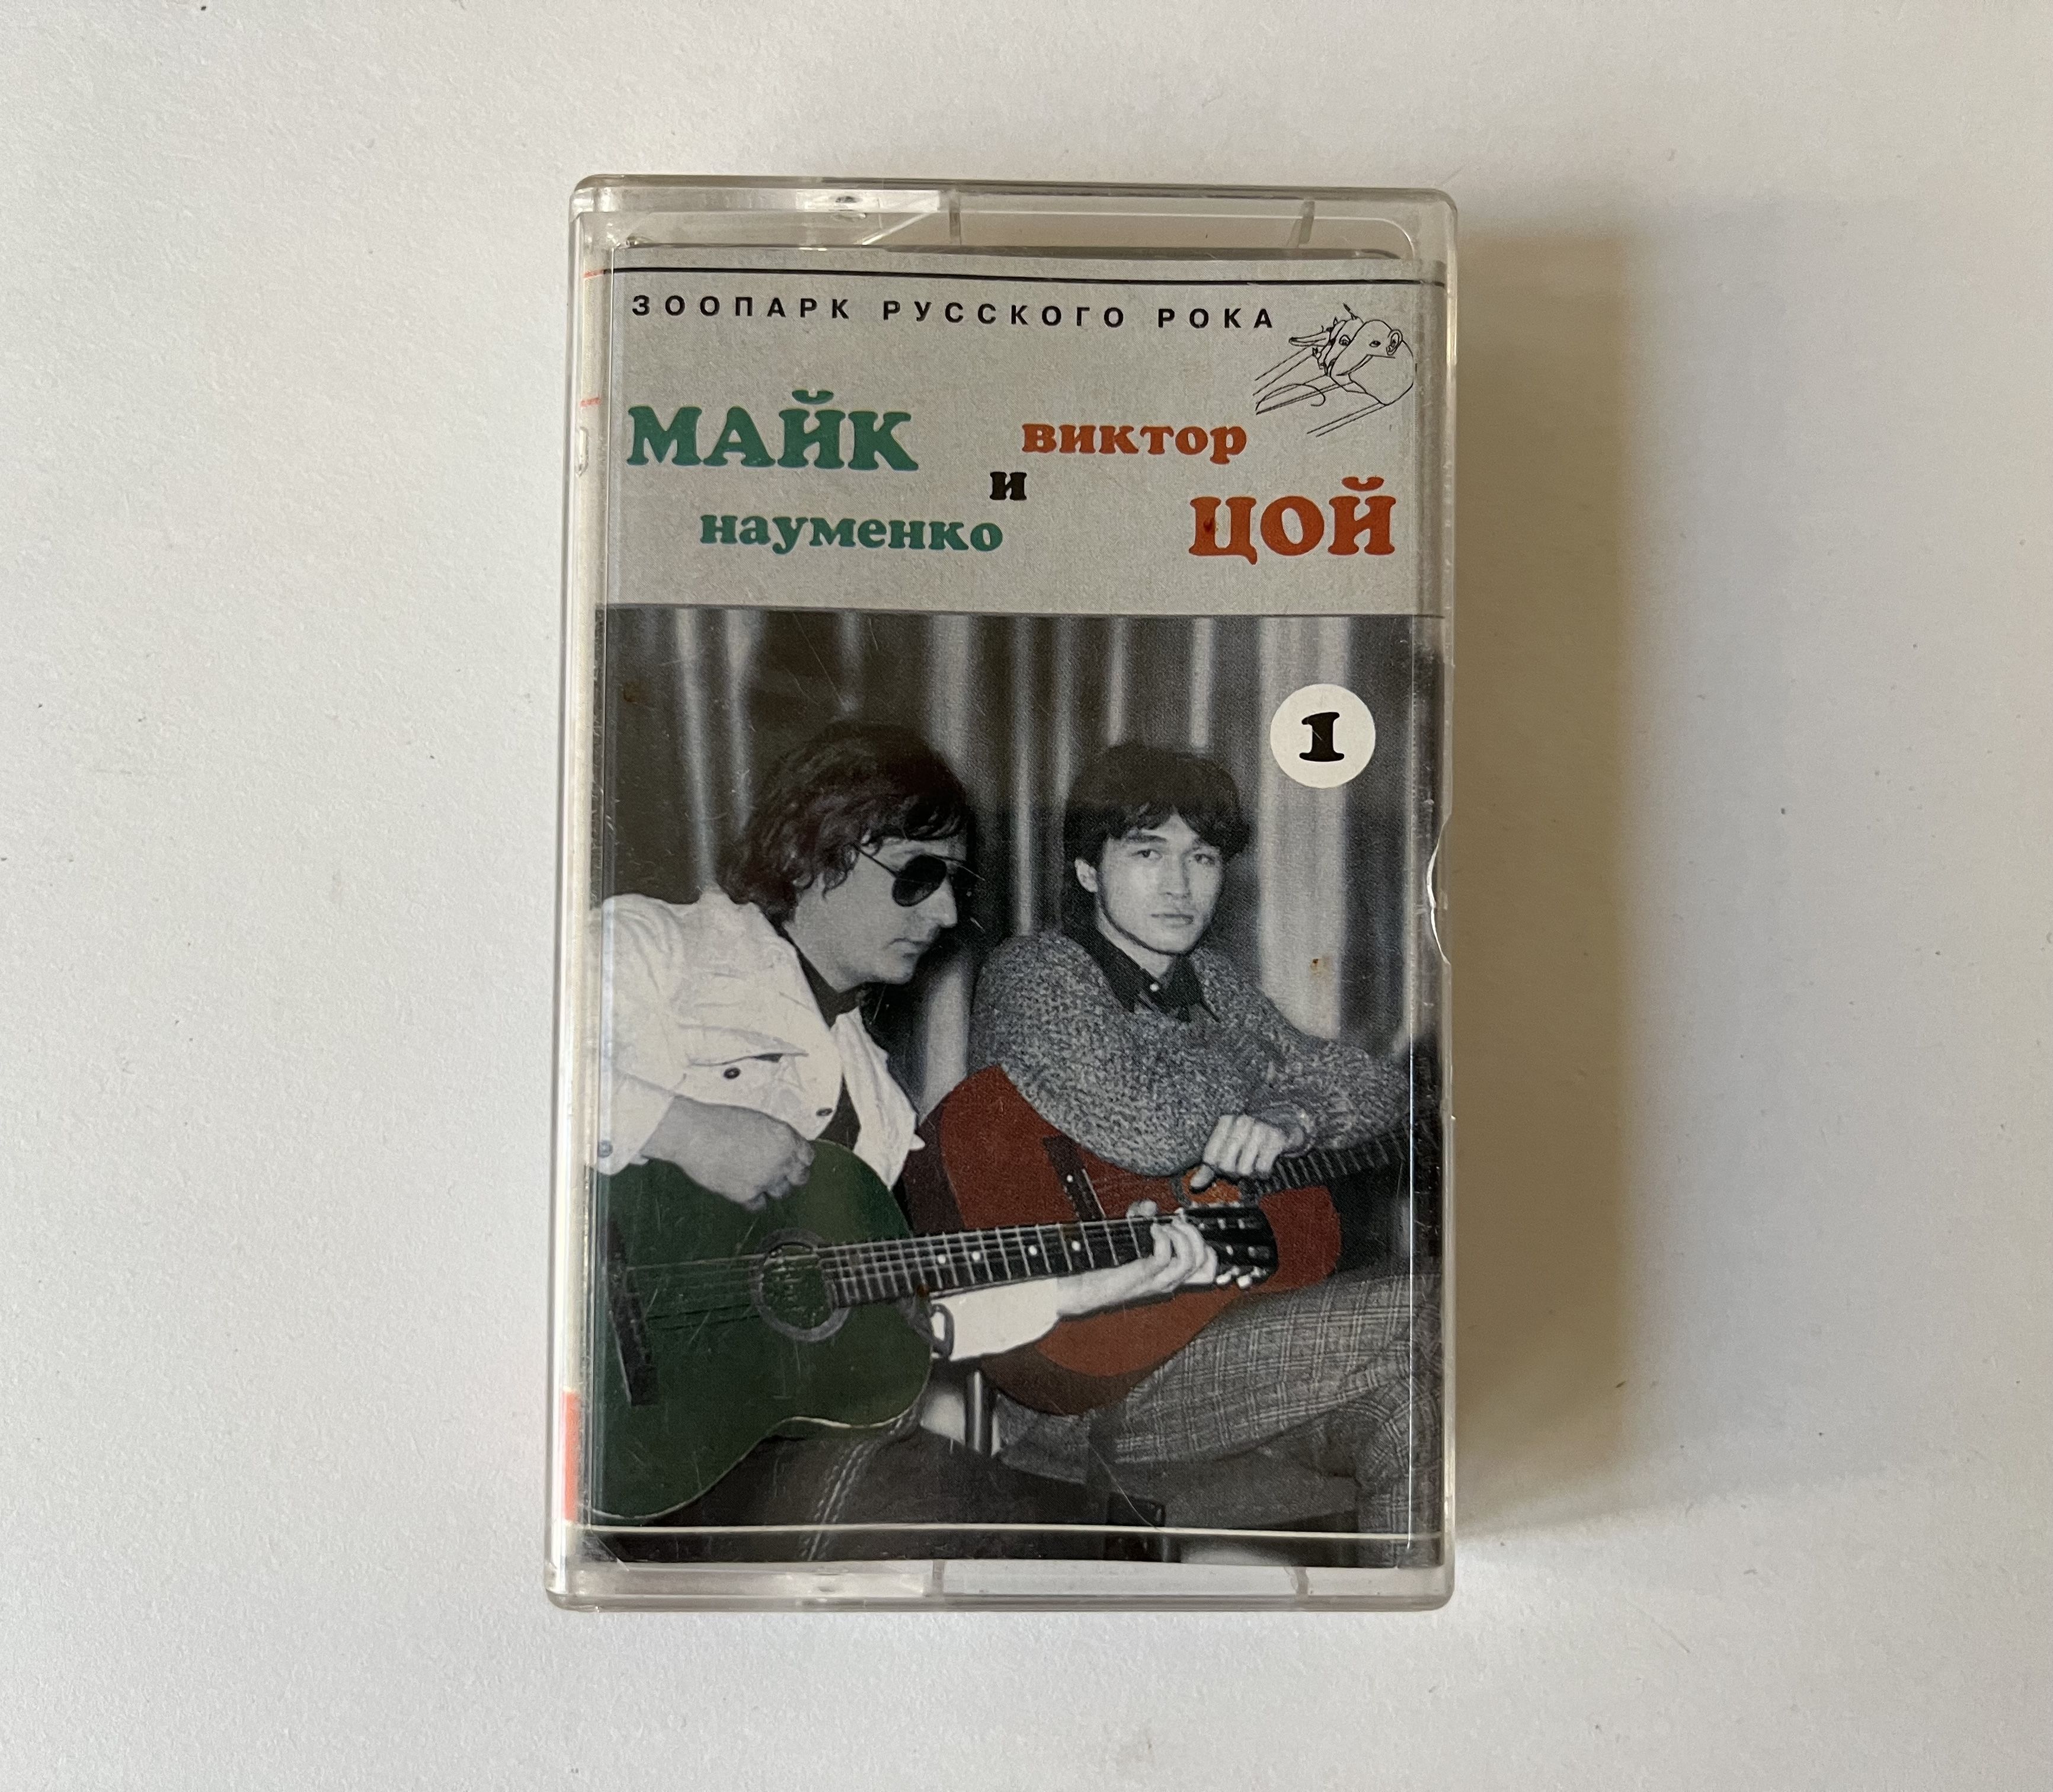 ЗООПАРК РУССКОГО РОКА
МАЙК
науменко
и
виктор
ЦОЙ
1